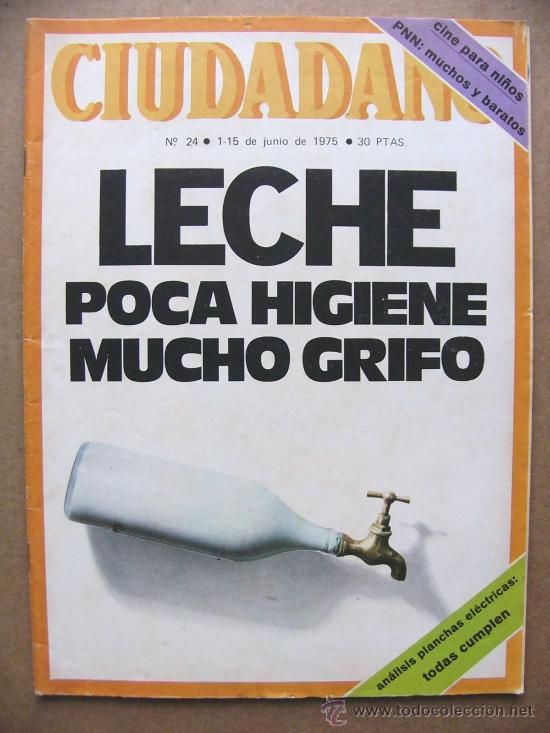 CIUDADANO
cine para niños
PNN: muchos y baratos
Nº 24 ● 1-15 de junio de 1975 ● 30 PTAS.
LECHE
POCA HIGIENE
MUCHO GRIFO
análisis planchas eléctricas:
todas cumplen
© www.todocoleccion.net